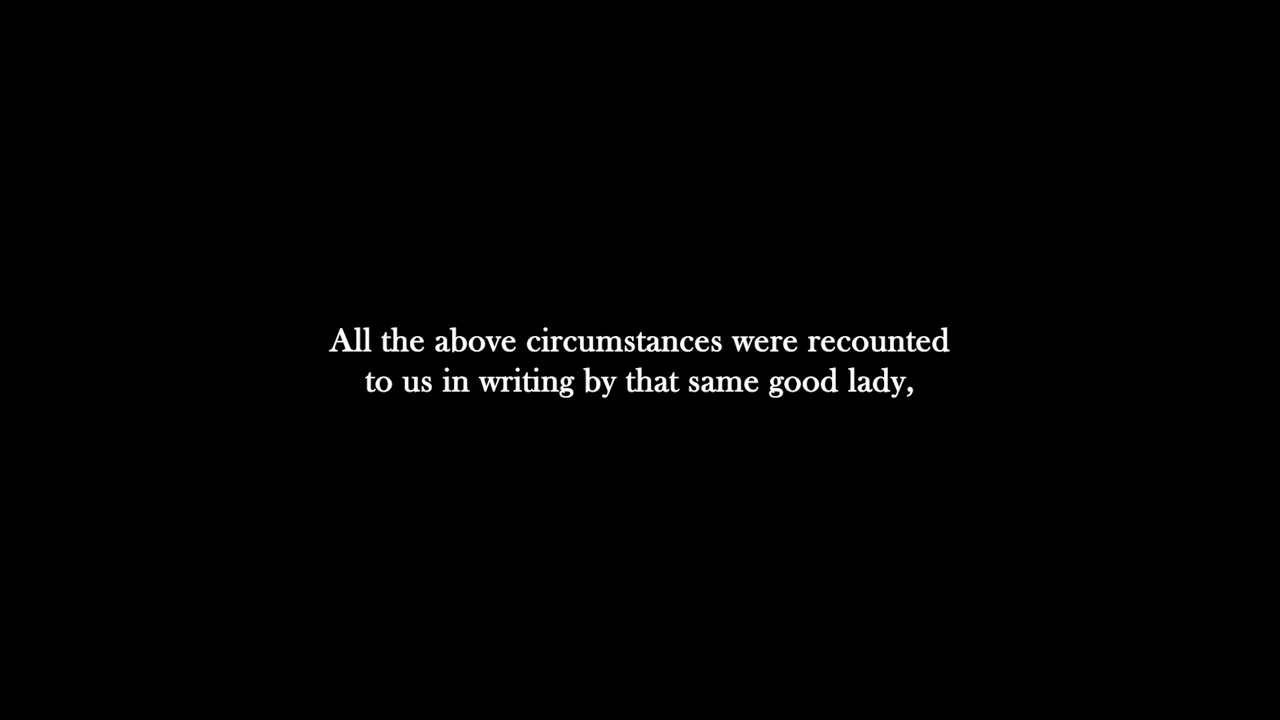 All the above circumstances were recounted
to us in writing by that same good lady,